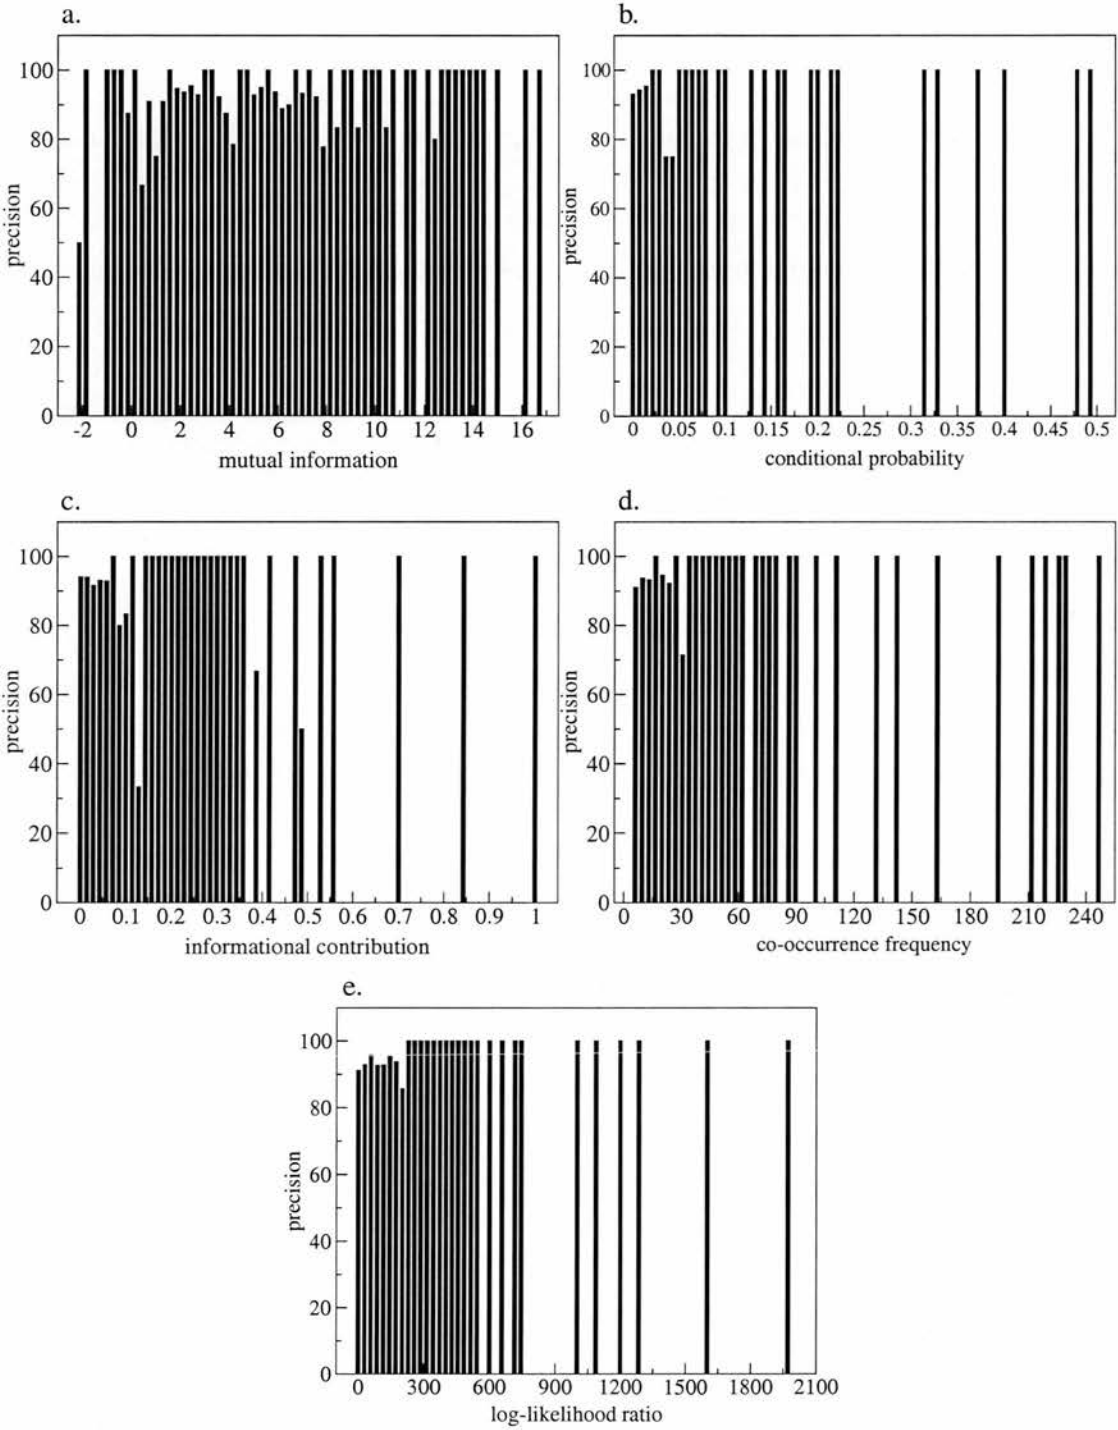 a.
100
80
60
40
20
0
precision
-2 0 2 4 6 8 10 12 14 16
mutual information
b.
100
80
60
40
20
0
precision
0 0.05 0.1 0.15 0.2 0.25 0.3 0.35 0.4 0.45 0.5
conditional probability
c.
100
80
60
40
20
0
precision
0 0.1 0.2 0.3 0.4 0.5 0.6 0.7 0.8 0.9 1
informational contribution
d.
100
80
60
40
20
0
precision
0 30 60 90 120 150 180 210 240
co-occurrence frequency
e.
100
80
60
40
20
0
precision
0 300 600 900 1200 1500 1800 2100
log-likelihood ratio